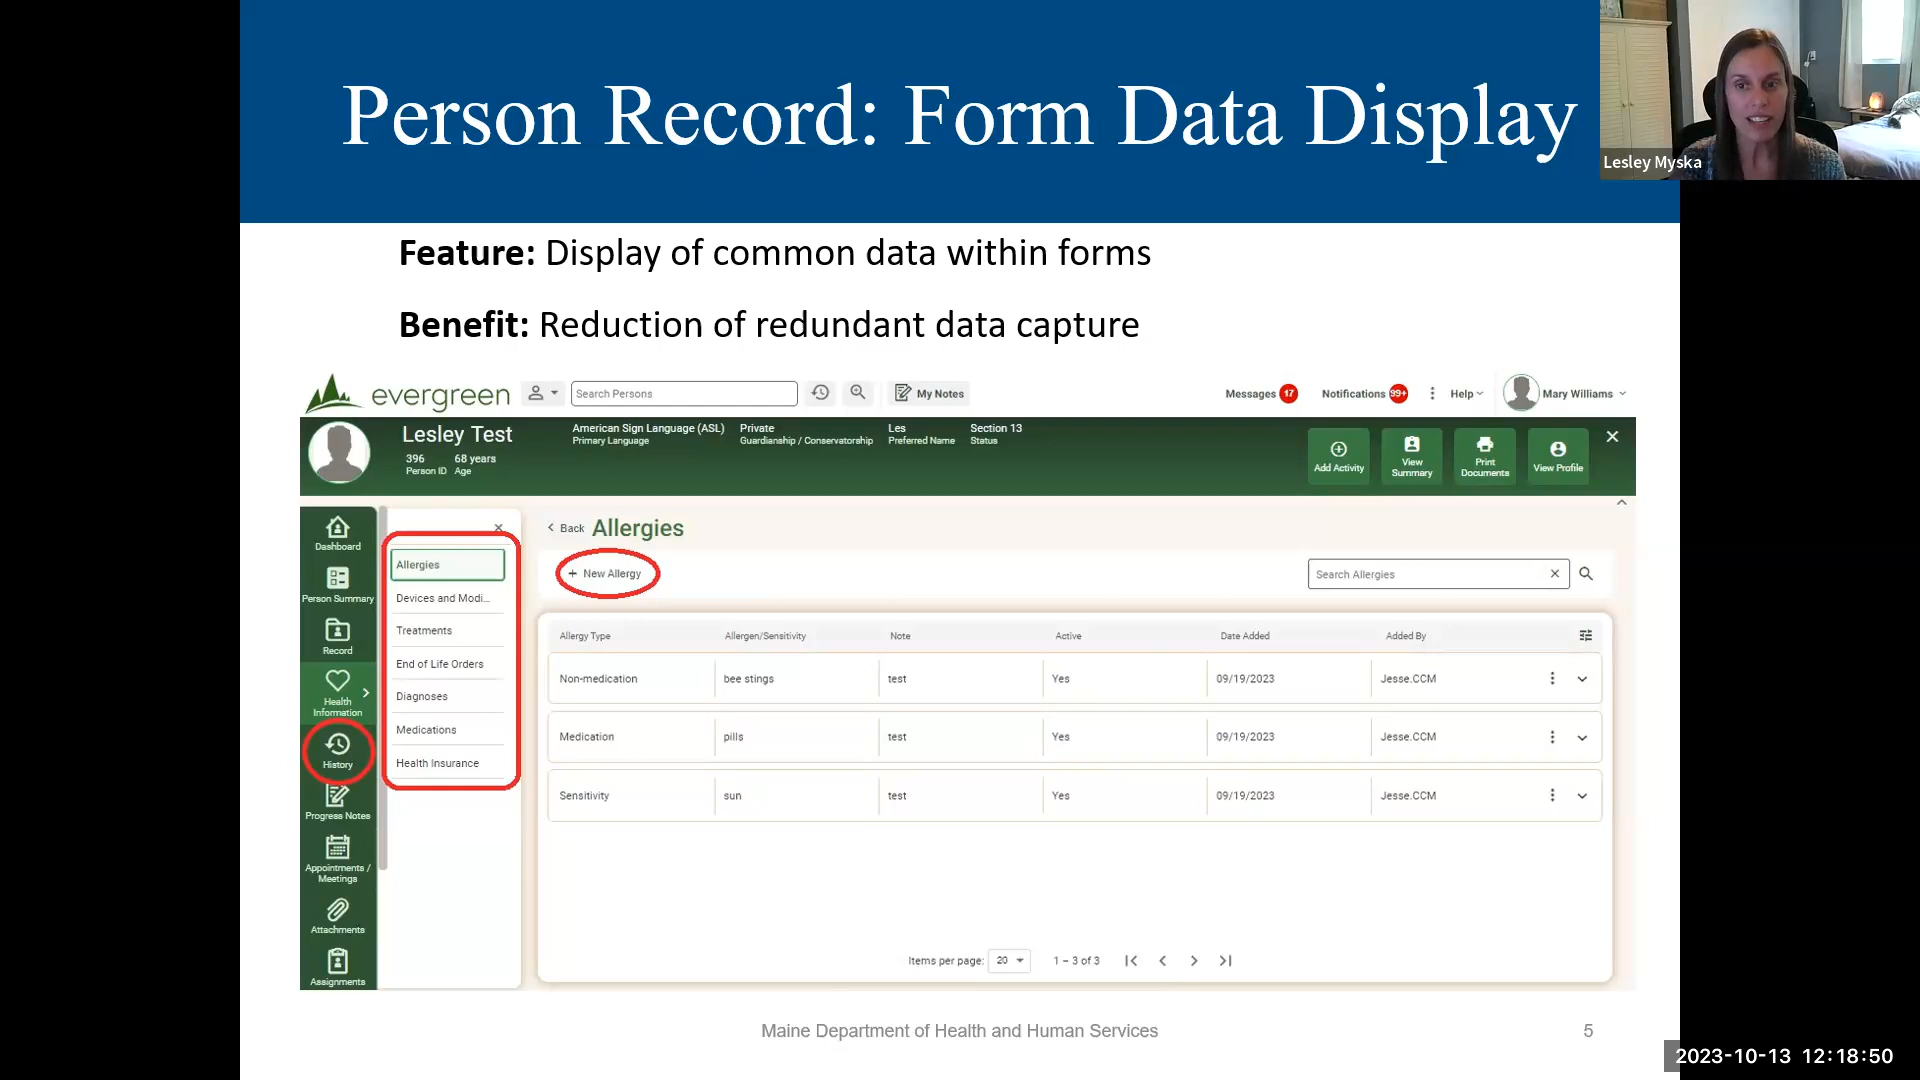 Person Record: Form Data Display
Lesley Myska
Feature: Display of common data within forms
Benefit: Reduction of redundant data capture
evergreen
Search Persons
My Notes
Messages 17
Notifications 99+
Help
Mary Williams
Lesley Test
396 68 years
Person ID Age
American Sign Language (ASL) Private Les Section 13
Primary Language Guardianship / Conservatorship Preferred Name Status
Add Activity
View
Summary
Print
Documents
View Profile
Dashboard
Person Summary
Record
Health
Information
History
Progress Notes
Appointments /
Meetings
Attachments
Assignments
Allergies
Devices and Modi...
Treatments
End of Life Orders
Diagnoses
Medications
Health Insurance
Back Allergies
+ New Allergy
Search Allergies
Allergy Type Allergen/Sensitivity Note Active Date Added Added By
Non-medication bee stings test Yes 09/19/2023 Jesse.CCM
Medication pills test Yes 09/19/2023 Jesse.CCM
Sensitivity sun test Yes 09/19/2023 Jesse.CCM
Items per page: 20 1 – 3 of 3
Maine Department of Health and Human Services
5
2023-10-13 12:18:50